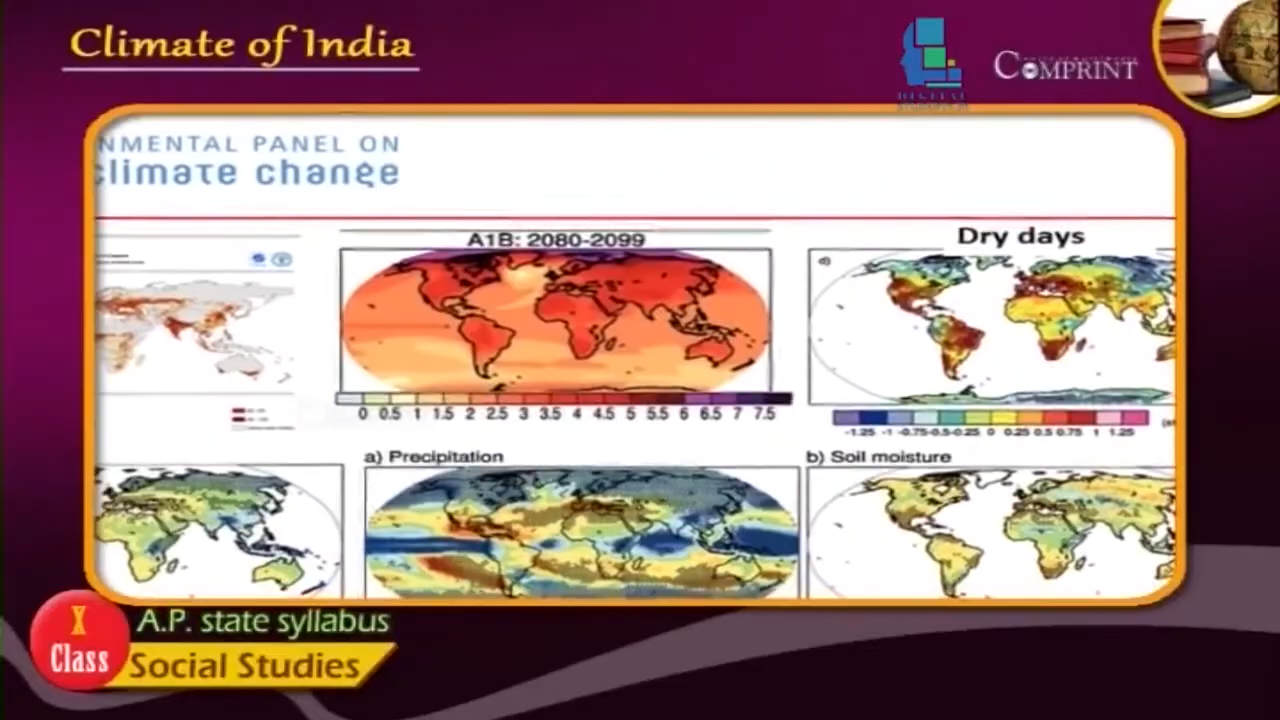 Climate of India
COMPRINT
NMENTAL PANEL ON
climate change
A1B: 2080-2099
Dry days
0 0.5 1 1.5 2 2.5 3 3.5 4 4.5 5 5.5 6 6.5 7 7.5
-1.25 -1 -0.75 -0.5 -0.25 0 0.25 0.5 0.75 1 1.25
a) Precipitation
b) Soil moisture
X
Class
A.P. state syllabus
Social Studies